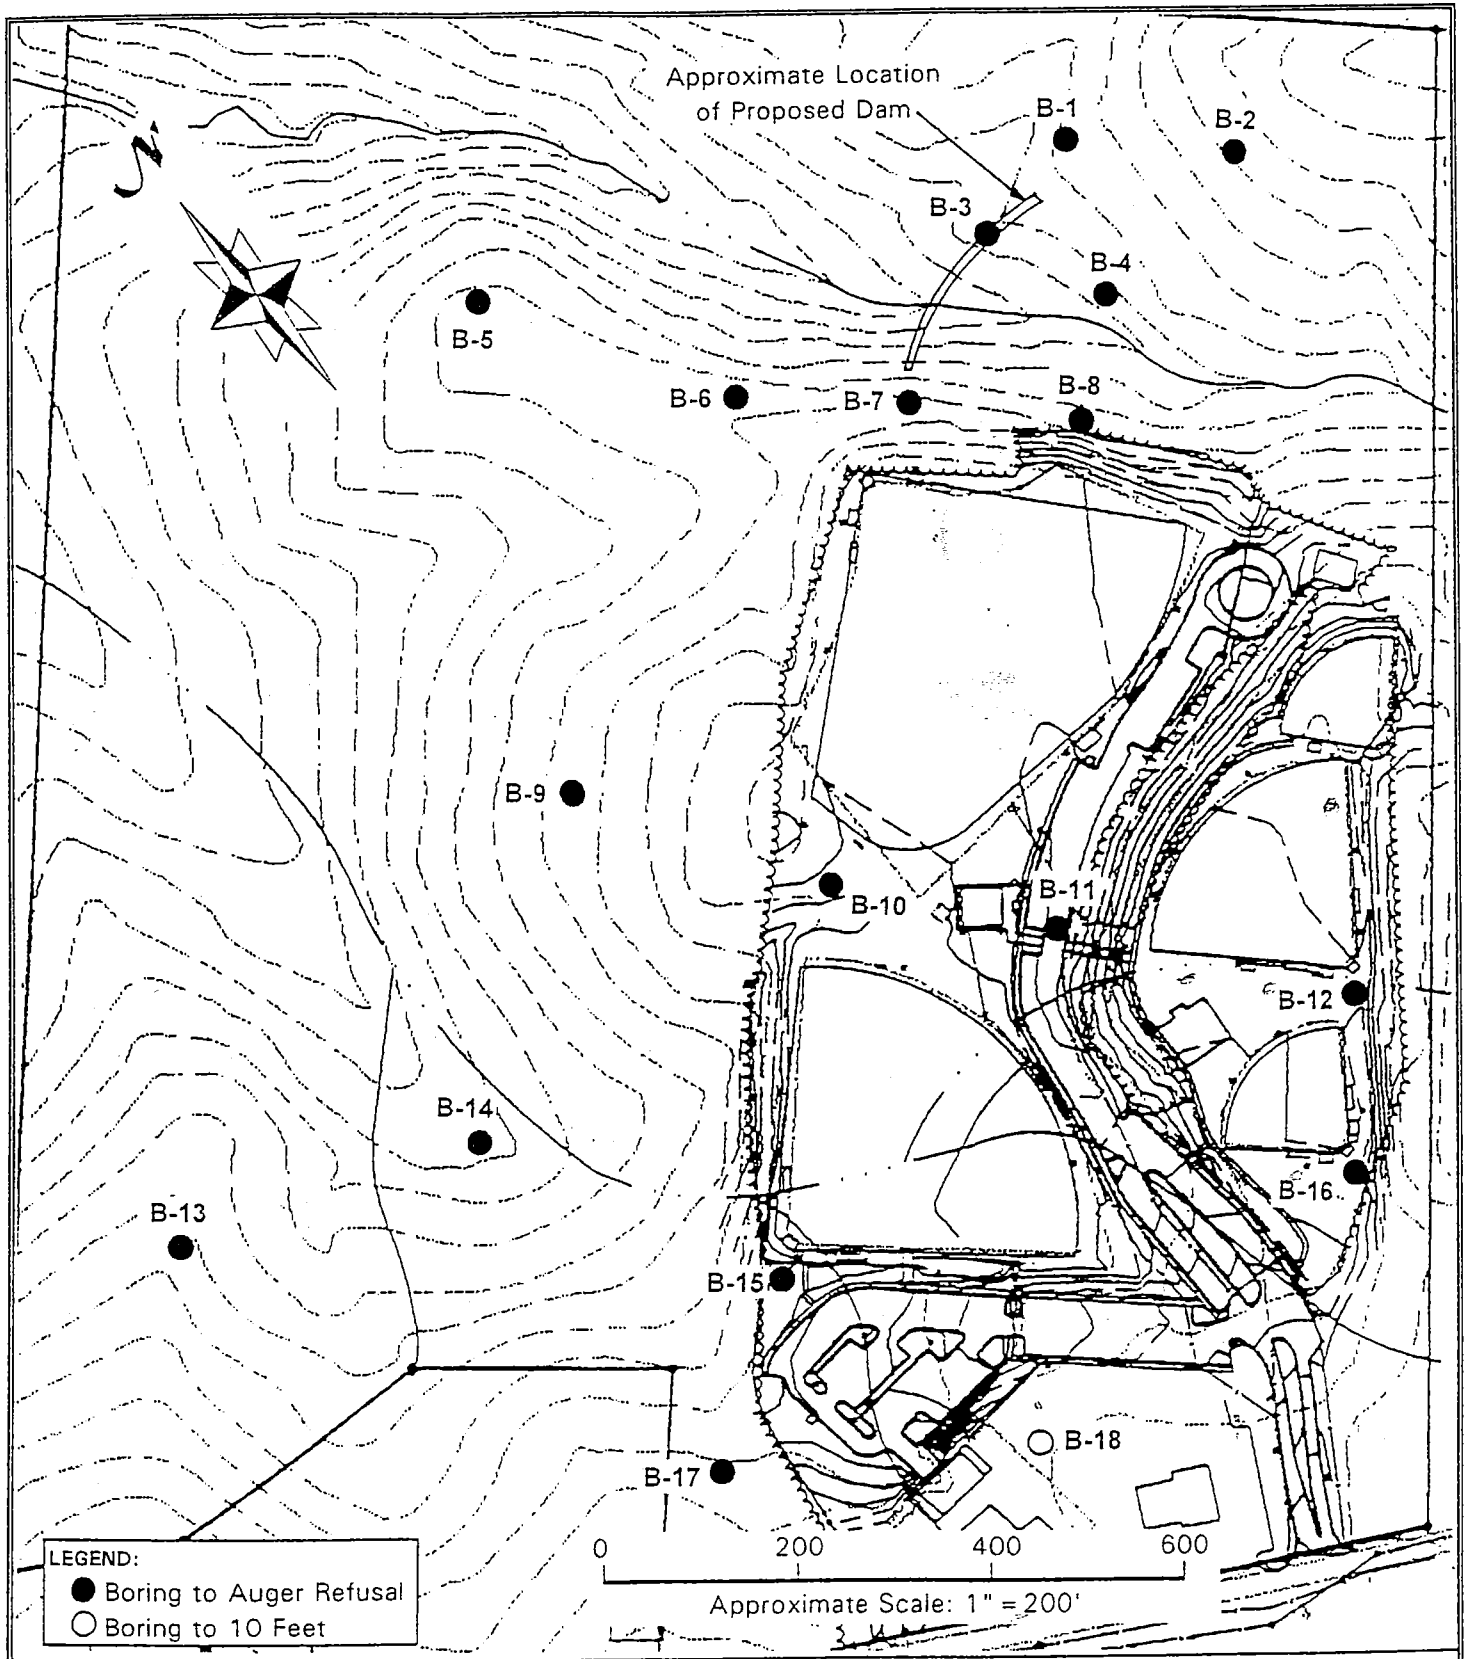 Approximate Location
of Proposed Dam
B-1
B-2
N
B-3
B-4
B-5
B-6
B-7
B-8
B-9
B-10
B-11
B-12
B-14
B-13
B-16
B-15
B-18
B-17
LEGEND:
Boring to Auger Refusal
Boring to 10 Feet
0 200 400 600
Approximate Scale: 1" = 200'